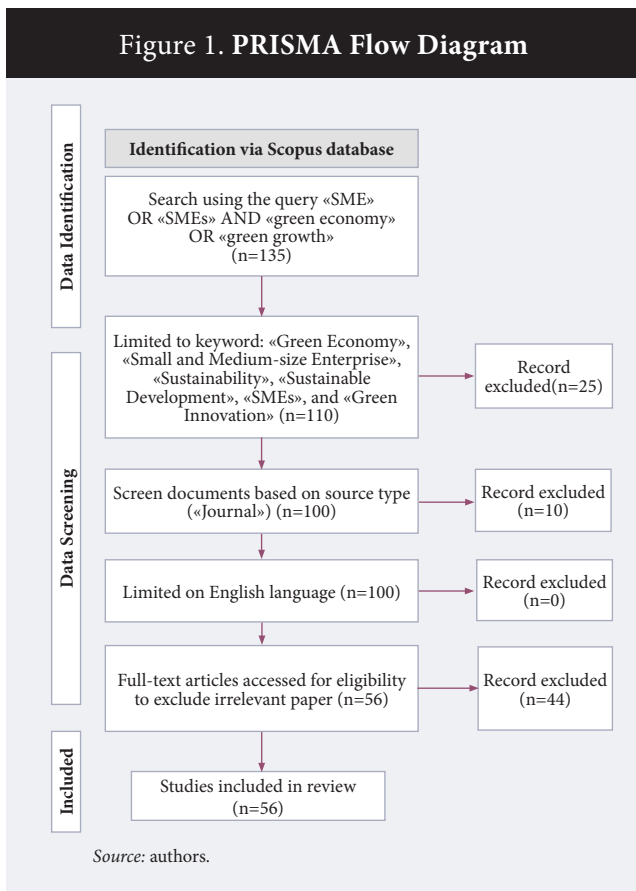 Figure 1. PRISMA Flow Diagram
Data Identification
Identification via Scopus database
Search using the query «SME»
OR «SMEs» AND «green economy»
OR «green growth»
(n=135)
Data Screening
Limited to keyword: «Green Economy»,
«Small and Medium-size Enterprise»,
«Sustainability», «Sustainable
Development», «SMEs», and «Green
Innovation» (n=110)
Record
excluded(n=25)
Screen documents based on source type
(«Journal») (n=100)
Record excluded
(n=10)
Limited on English language (n=100)
Record excluded
(n=0)
Full-text articles accessed for eligibility
to exclude irrelevant paper (n=56)
Record excluded
(n=44)
Included
Studies included in review
(n=56)
Source: authors.